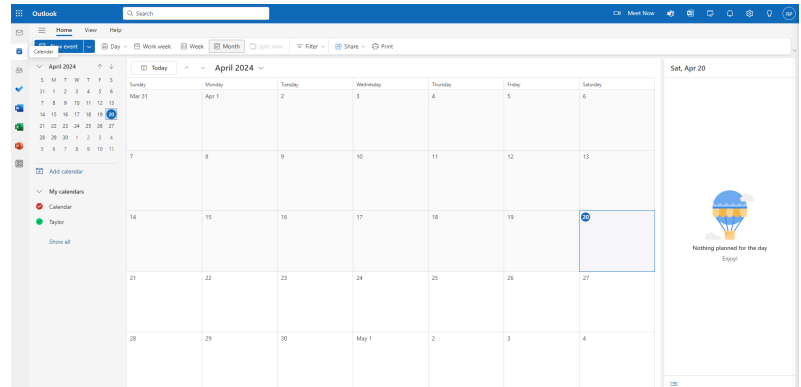 Outlook
Search
Meet Now
RP
Home View Help
New event
Day Work week Week Month Split view Filter Share Print
Calendar
April 2024
S M T W T F S
31 1 2 3 4 5 6
7 8 9 10 11 12 13
14 15 16 17 18 19 20
21 22 23 24 25 26 27
28 29 30 1 2 3 4
5 6 7 8 9 10 11
Add calendar
My calendars
Calendar
Taylor
Show all
Today April 2024
Sunday Monday Tuesday Wednesday Thursday Friday Saturday
Mar 31 Apr 1 2 3 4 5 6
7 8 9 10 11 12 13
14 15 16 17 18 19 20
21 22 23 24 25 26 27
28 29 30 May 1 2 3 4
Sat, Apr 20
Nothing planned for the day
Enjoy!